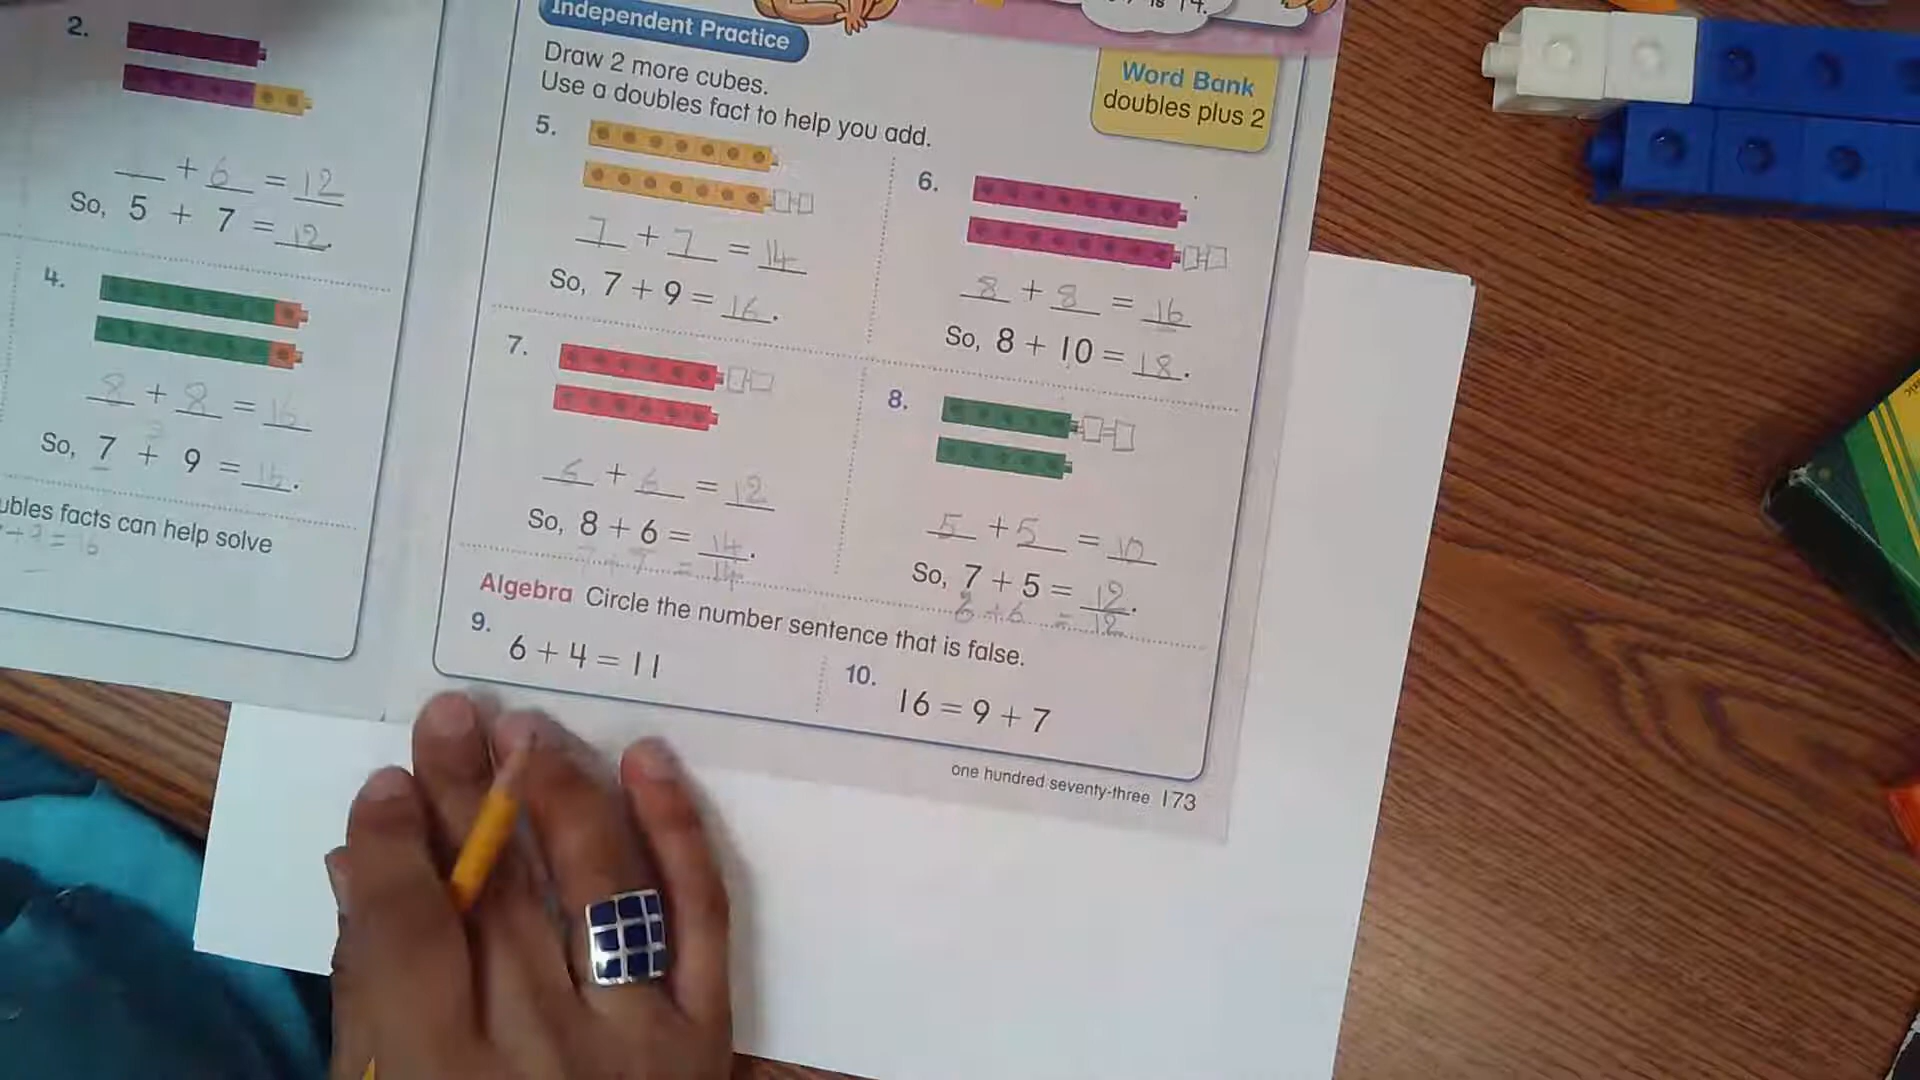 2.
__ + 6 = 12
So, 5 + 7 = 12.
4.
8 + 8 = 16
So, 7 + 9 = 16.
ubles facts can help solve
+ 9 = 16
is 14.
Independent Practice
Draw 2 more cubes.
Use a doubles fact to help you add.
Word Bank
doubles plus 2
5.
7 + 7 = 14
So, 7 + 9 = 16.
6.
8 + 8 = 16
So, 8 + 10 = 18.
7.
6 + 6 = 12
So, 8 + 6 = 14.
7 + 7 = 14
8.
5 + 5 = 10
So, 7 + 5 = 12.
6 + 6 = 12
Algebra Circle the number sentence that is false.
9.
6 + 4 = 11
10.
16 = 9 + 7
one hundred seventy-three 173